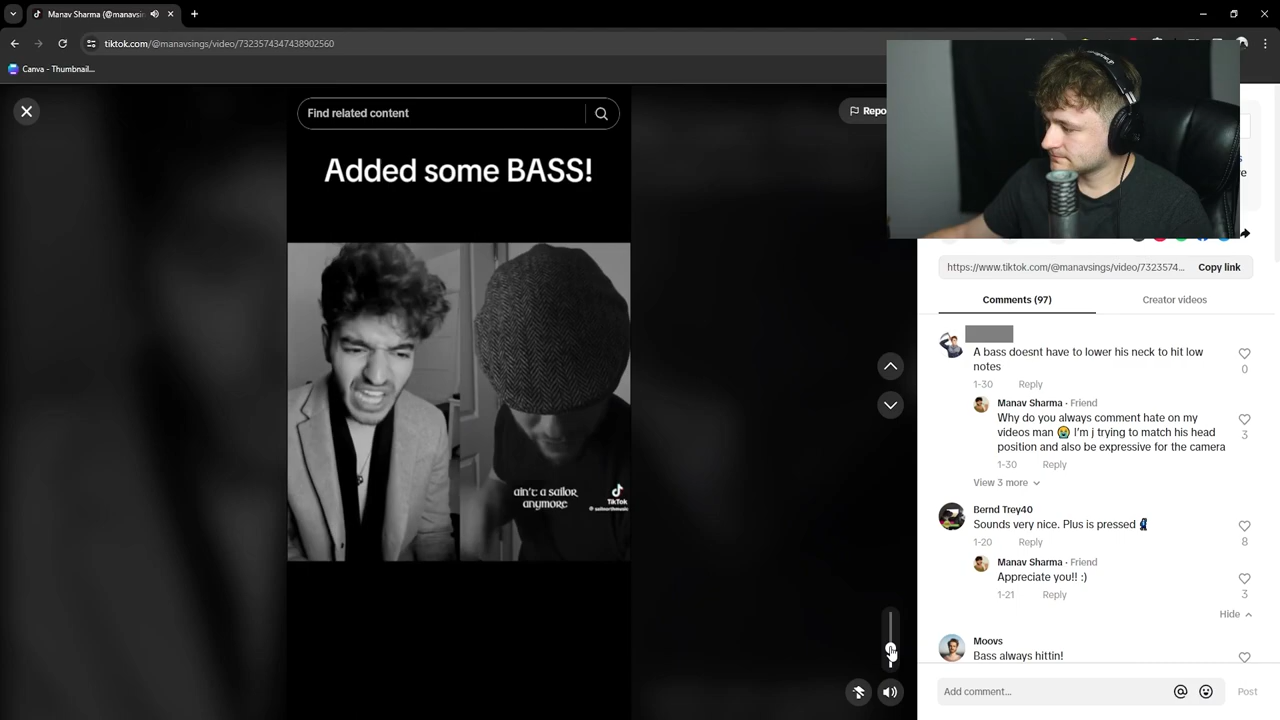 Manav Sharma (@manavsin
tiktok.com/@manavsings/video/7323574347438902560
Canva - Thumbnail...
Find related content
Repo
Added some BASS!
ain't a sailor
anymore
TikTok
https://www.tiktok.com/@manavsings/video/7323574...
Copy link
Comments (97)
Creator videos
A bass doesnt have to lower his neck to hit low
notes
0
1-30 Reply
Manav Sharma · Friend
Why do you always comment hate on my
videos man 😭 I'm j trying to match his head
position and also be expressive for the camera
3
1-30 Reply
View 3 more
Bernd Trey40
Sounds very nice. Plus is pressed
8
1-20 Reply
Manav Sharma · Friend
Appreciate you!! :)
3
1-21 Reply
Hide
Moovs
Bass always hittin!
Add comment...
Post